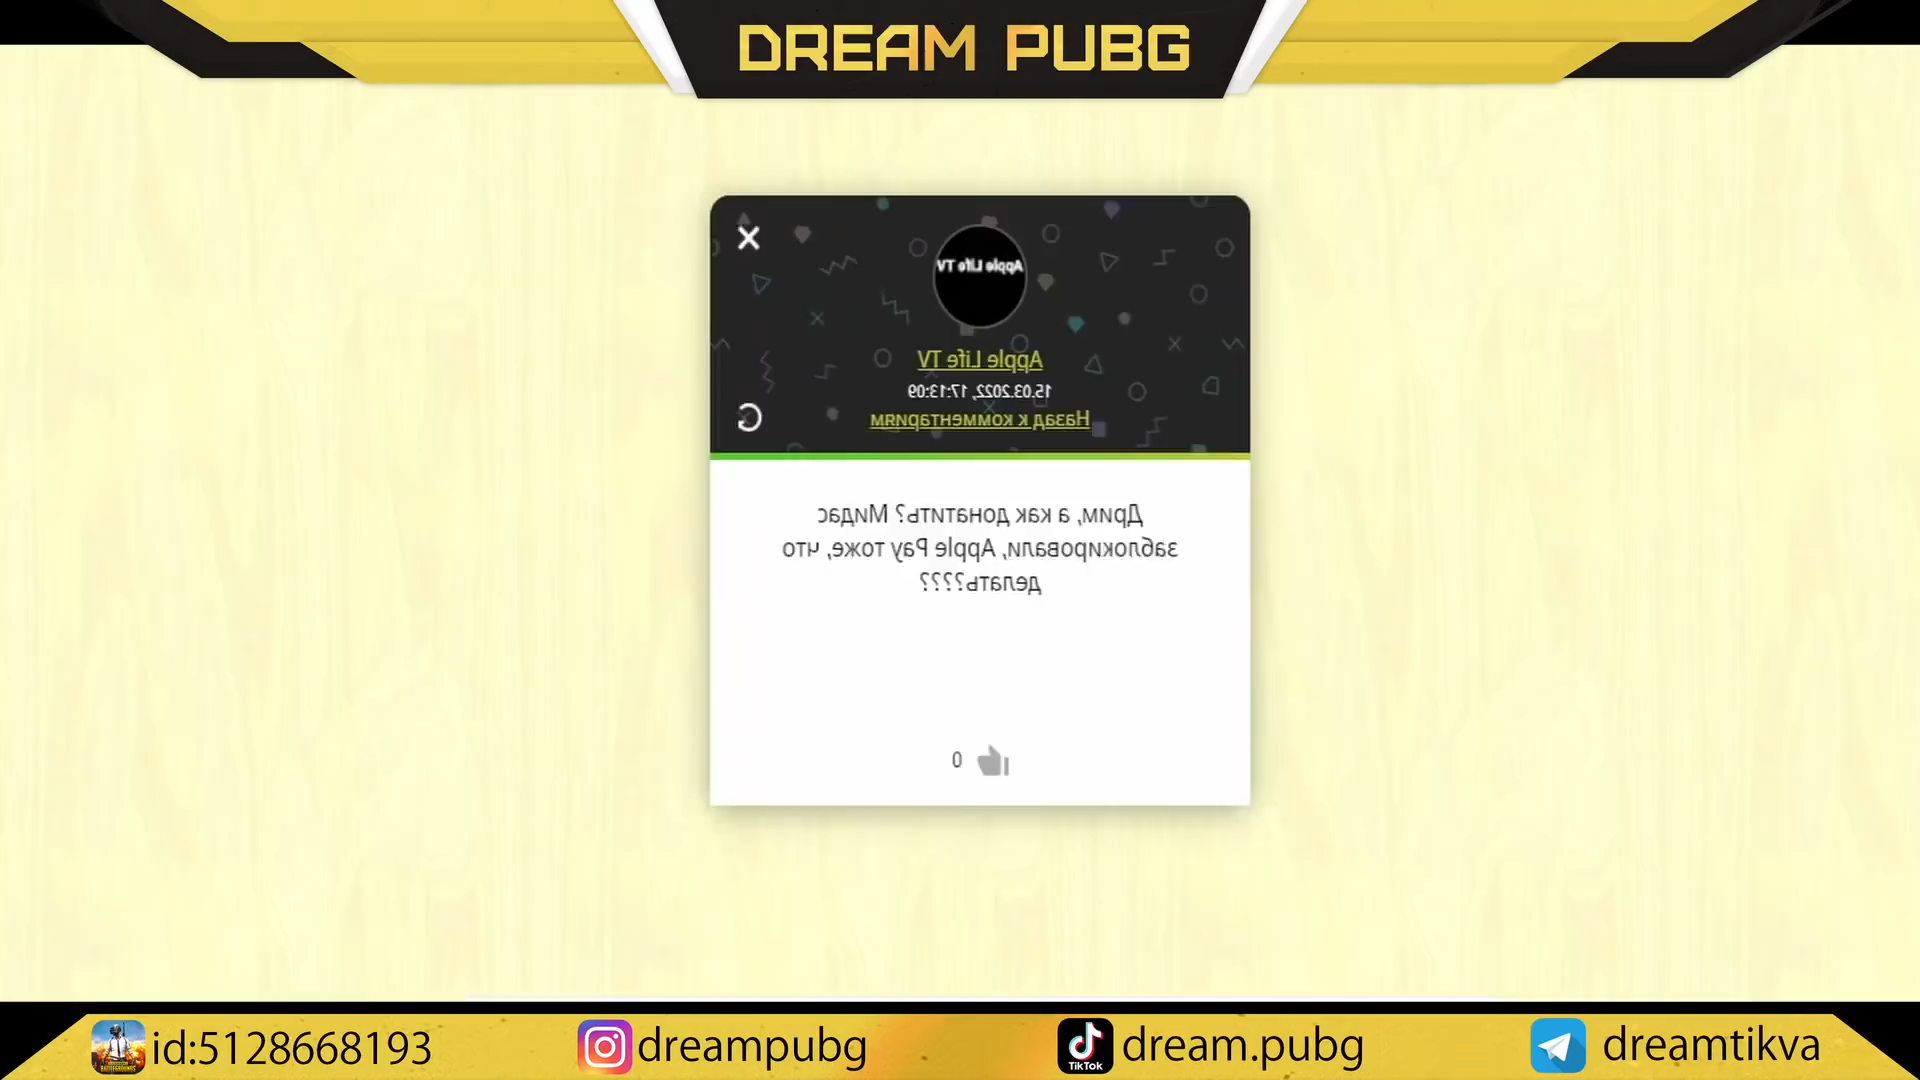 DREAM PUBG
Apple Life TV
Apple Life TV
15.03.2022, 17:13:09
Назад к комментариям
Дрим, а как донатить? Мидас
заблокировали, Apple Pay тоже, что
делать????
0
id:5128668193
dreampubg
TikTok
dream.pubg
dreamtikva